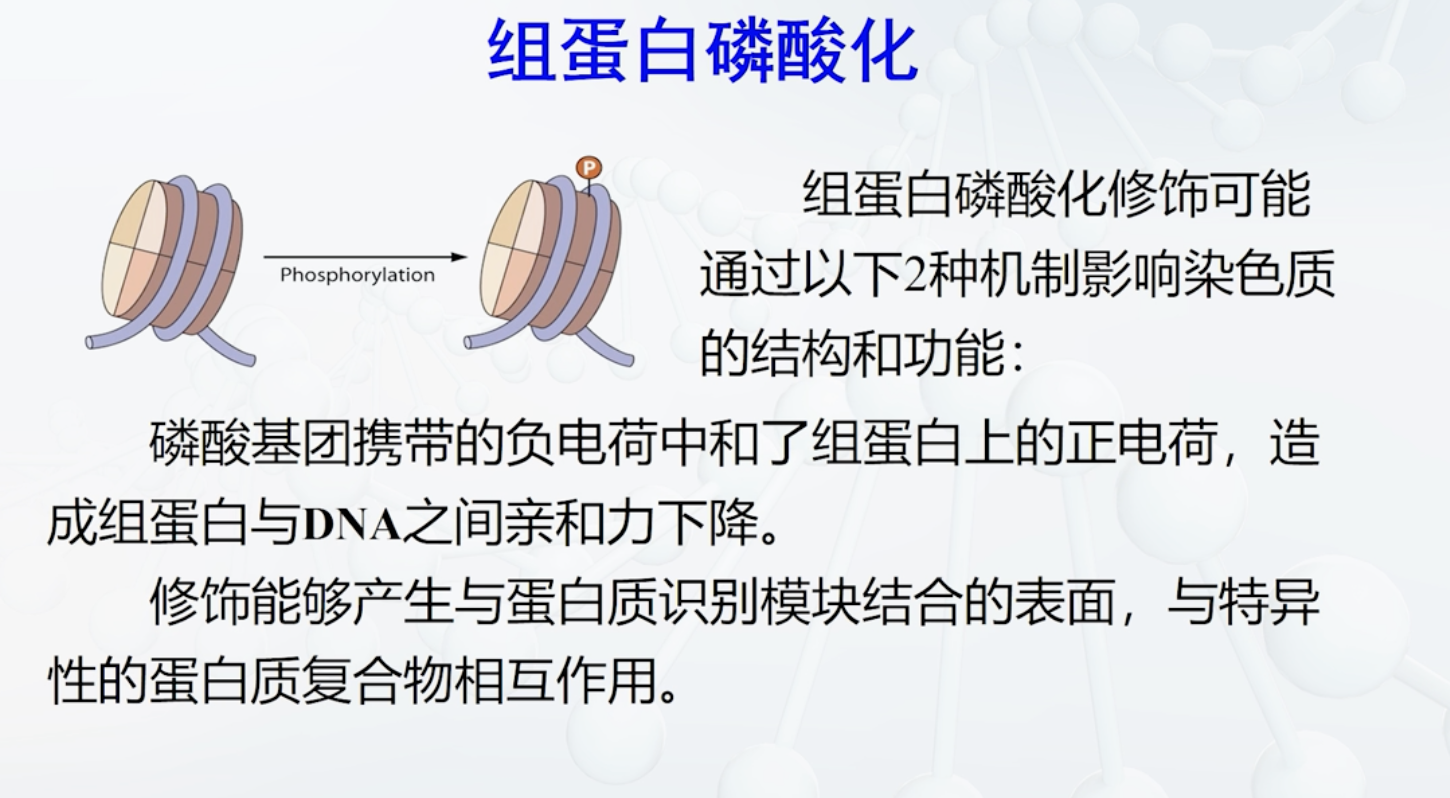 组蛋白磷酸化
P
Phosphorylation
组蛋白磷酸化修饰可能
通过以下2种机制影响染色质
的结构和功能：
磷酸基团携带的负电荷中和了组蛋白上的正电荷，造
成组蛋白与DNA之间亲和力下降。
修饰能够产生与蛋白质识别模块结合的表面，与特异
性的蛋白质复合物相互作用。